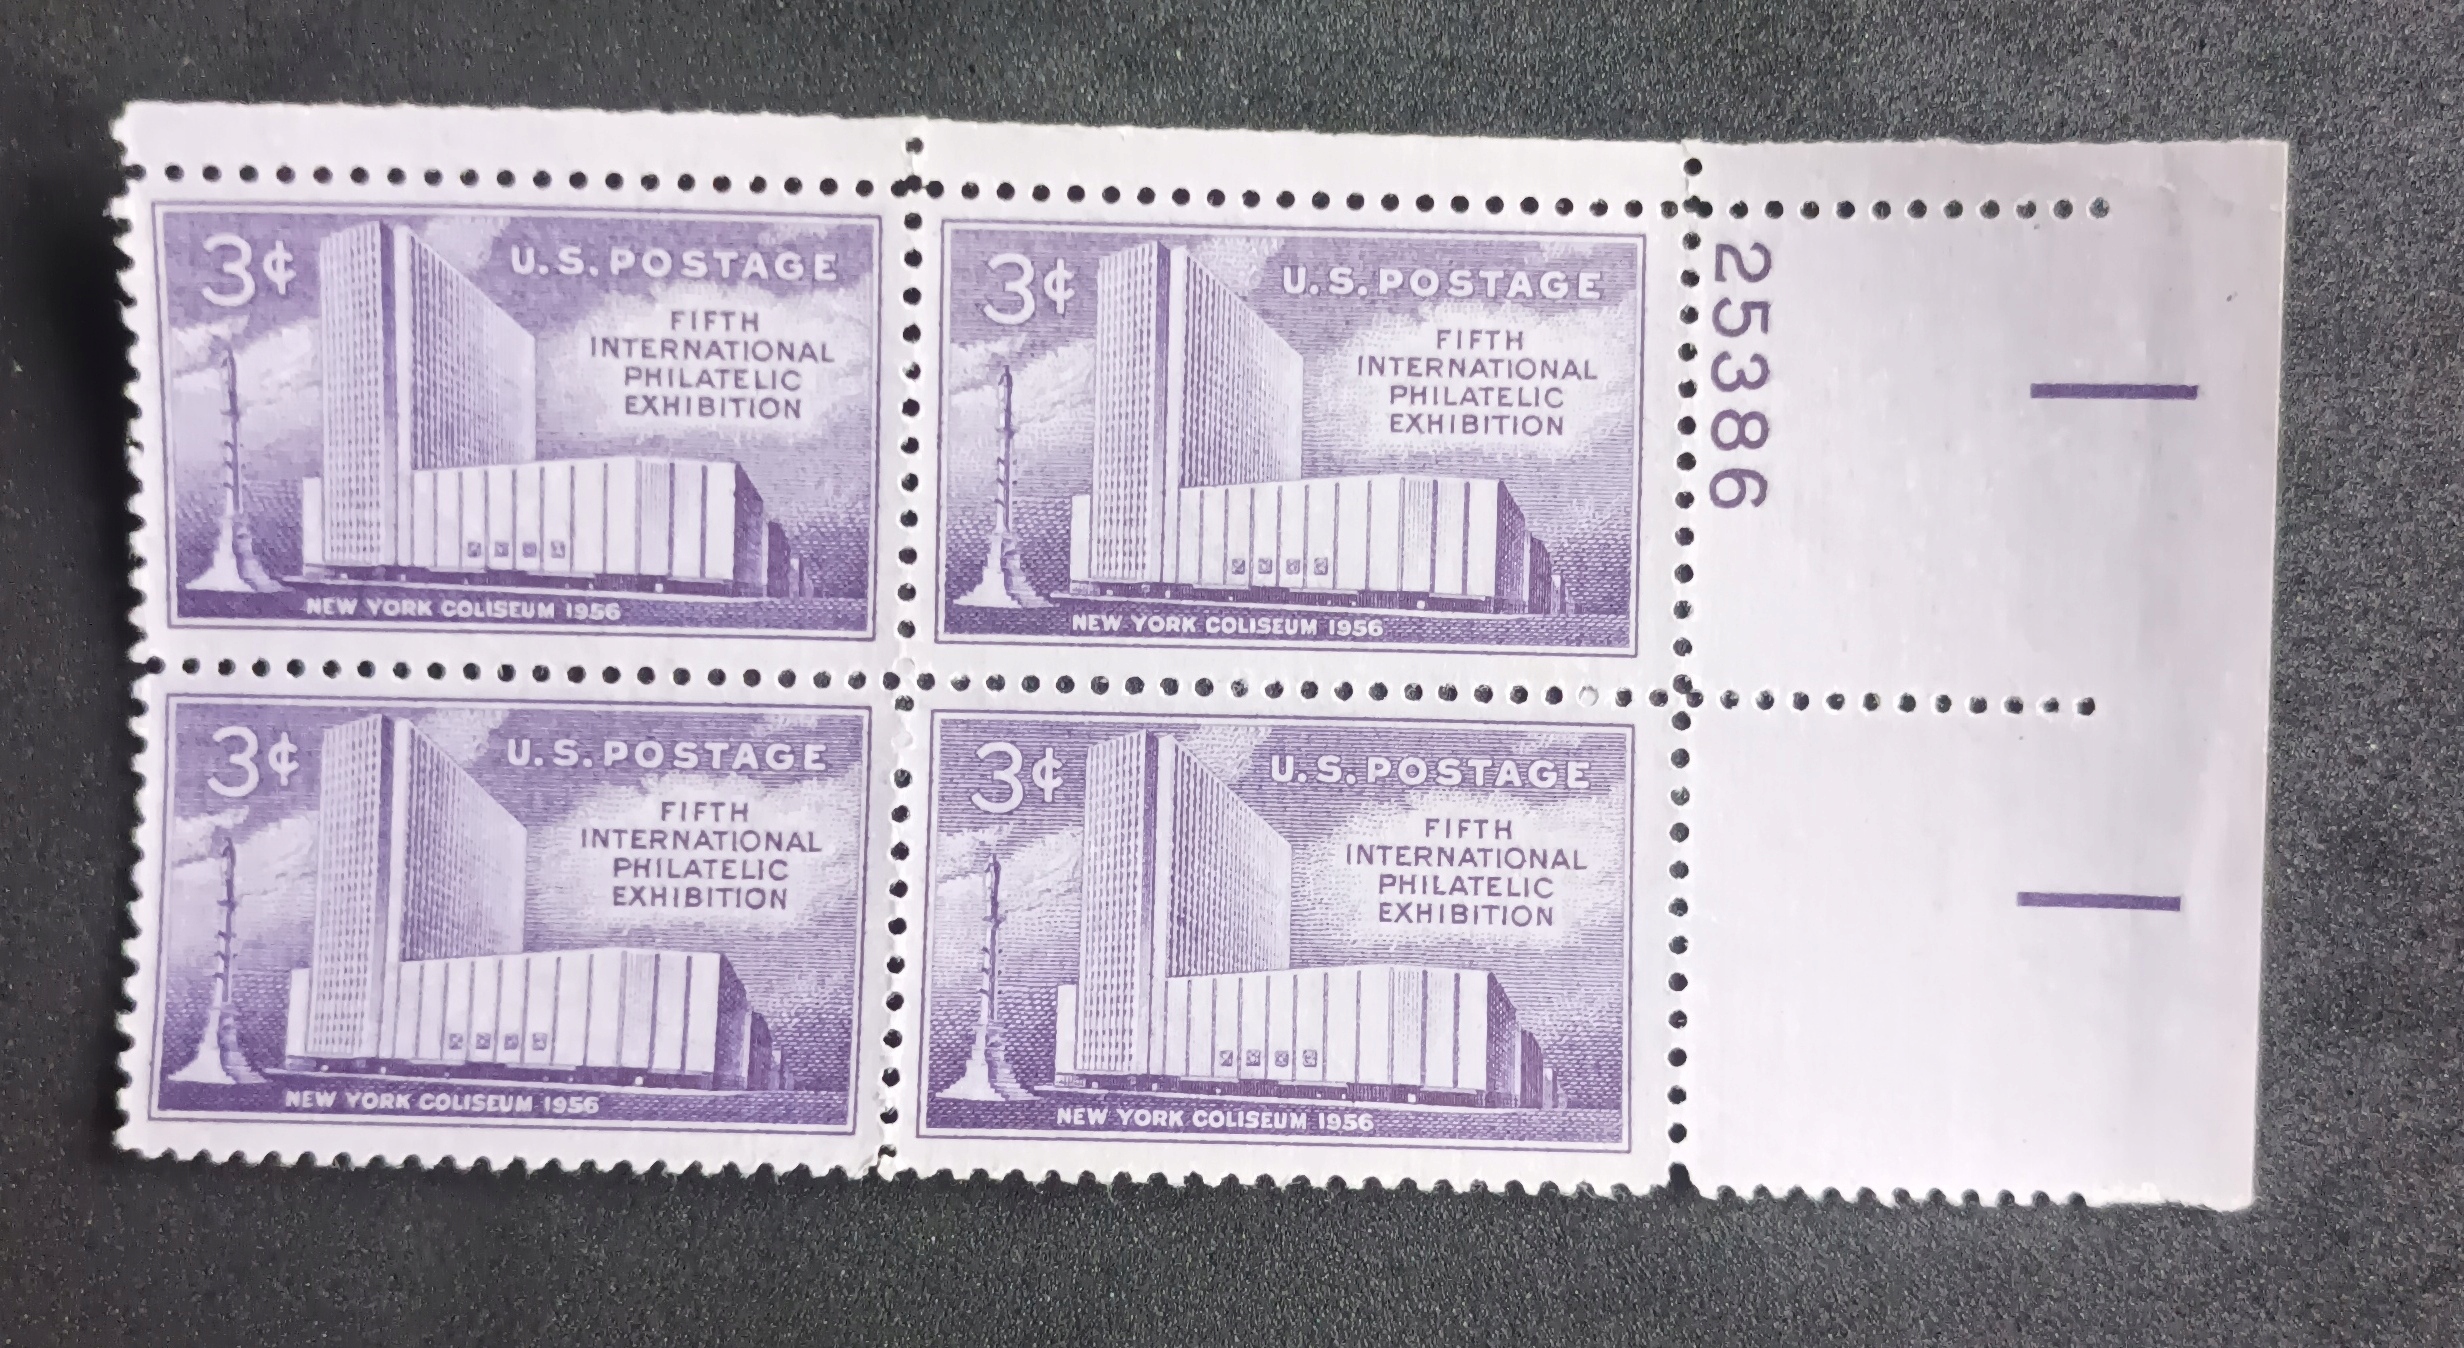 3¢
U.S. POSTAGE
FIFTH
INTERNATIONAL
PHILATELIC
EXHIBITION
NEW YORK COLISEUM 1956
3¢
U.S. POSTAGE
FIFTH
INTERNATIONAL
PHILATELIC
EXHIBITION
NEW YORK COLISEUM 1956
25386
3¢
U.S. POSTAGE
FIFTH
INTERNATIONAL
PHILATELIC
EXHIBITION
NEW YORK COLISEUM 1956
3¢
U.S. POSTAGE
FIFTH
INTERNATIONAL
PHILATELIC
EXHIBITION
NEW YORK COLISEUM 1956